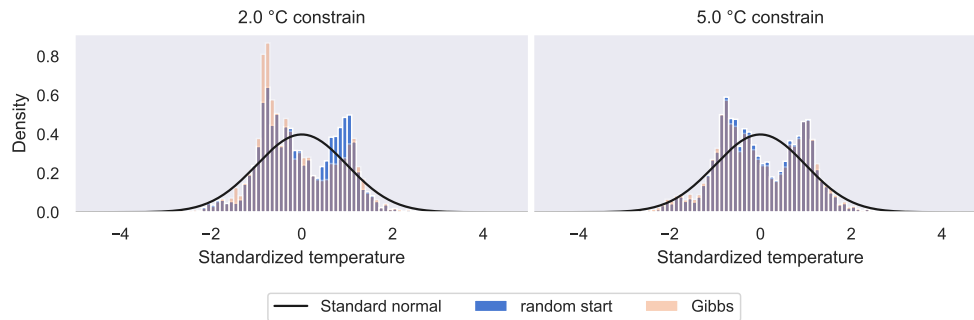 2.0 °C constrain
5.0 °C constrain
Density
0.8
0.6
0.4
0.2
0.0
−4
−2
0
2
4
−4
−2
0
2
4
Standardized temperature
Standardized temperature
Standard normal
random start
Gibbs